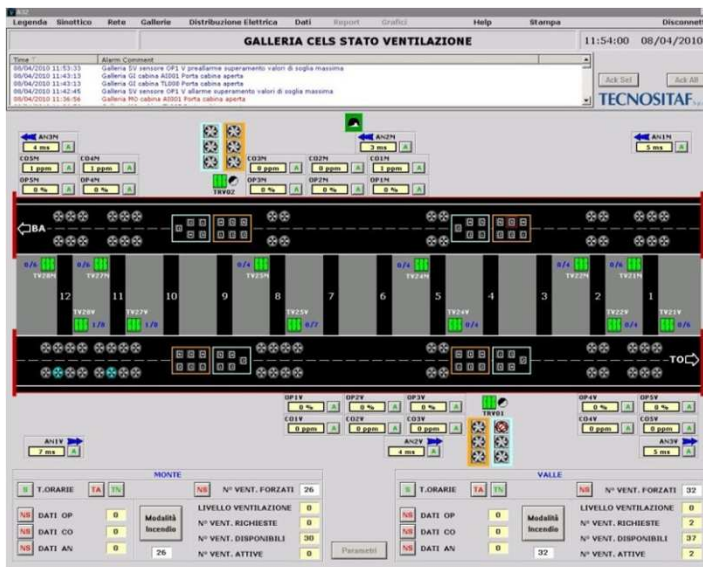 Legenda Sinottico Rete Gallerie Distribuzione Elettrica Dati Report Grafici Help Stampa Disconnett
GALLERIA CELS STATO VENTILAZIONE 11:54:00 08/04/2010
Time Alarm Comment
08/04/2010 11:53:33 Galleria SV sensore OP1 V preallarme superamento valori di soglia massima
08/04/2010 11:43:13 Galleria GI cabina AI001 Porta cabina aperta
08/04/2010 11:43:13 Galleria GI cabina TL008 Porta cabina aperta
08/04/2010 11:42:45 Galleria SV sensore OP1 V allarme superamento valori di soglia massima
08/04/2010 11:36:56 Galleria MO cabina AI001 Porta cabina aperta
Ack Sel Ack All
TECNOSITAF
AN3M AN2M AN1M
4 ms A 3 ms A 5 ms A
CO5M CO4M CO3M CO2M CO1M
1 ppm A 1 ppm A 0 ppm A 0 ppm A 1 ppm A
OP5M OP4M TRV02 OP3M OP2M OP1M
0 % A 0 % A 0 % A 0 % A 0 % A
BA
0/6 0/4 0/4
TV28M TV27M TV25M TV24M TV22M TV21M
12 11 10 9 8 7 6 5 4 3 2 1
TV28V TV27V TV25V TV24V TV22V TV21V
1/8 1/8 0/7 0/4 0/4 0/6
TO
OP1V OP2V OP3V TRV01 OP4V OP5V
0 % A 0 % A 0 % A 0 % A 0 % A
CO1V CO2V CO3V CO4V CO5V
0 ppm A 0 ppm A 0 ppm A 0 ppm A 0 ppm A
AN1V AN2V AN3V
7 ms A 4 ms A 5 ms A
MONTE
S T.ORARIE TA TN NS N° VENT. FORZATI 26
NS DATI OP 0
NS DATI CO 0
NS DATI AN 0
Modalità
Incendio
26
LIVELLO VENTILAZIONE 0
N° VENT. RICHIESTE 0
N° VENT. DISPONIBILI 30
N° VENT. ATTIVE 0
Parametri
VALLE
S T.ORARIE TA TN NS N° VENT. FORZATI 32
NS DATI OP 0
NS DATI CO 0
NS DATI AN 0
Modalità
Incendio
32
LIVELLO VENTILAZIONE 0
N° VENT. RICHIESTE 2
N° VENT. DISPONIBILI 37
N° VENT. ATTIVE 2